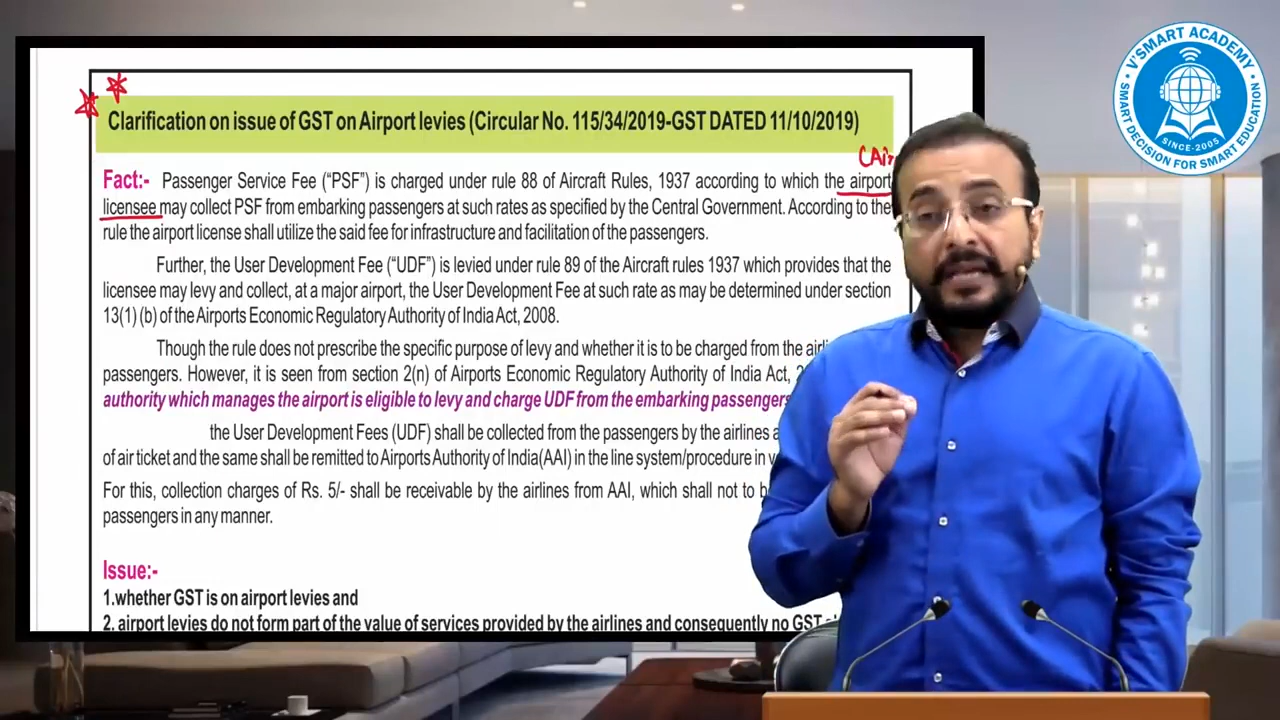 V'SMART ACADEMY
SMART DECISION FOR SMART EDUCATION
SINCE-2005
Clarification on issue of GST on Airport levies (Circular No. 115/34/2019-GST DATED 11/10/2019)
Fact:- Passenger Service Fee (“PSF”) is charged under rule 88 of Aircraft Rules, 1937 according to which the airport
licensee may collect PSF from embarking passengers at such rates as specified by the Central Government. According to the
rule the airport license shall utilize the said fee for infrastructure and facilitation of the passengers.
Further, the User Development Fee (“UDF”) is levied under rule 89 of the Aircraft rules 1937 which provides that the
licensee may levy and collect, at a major airport, the User Development Fee at such rate as may be determined under section
13(1) (b) of the Airports Economic Regulatory Authority of India Act, 2008.
Though the rule does not prescribe the specific purpose of levy and whether it is to be charged from the
passengers. However, it is seen from section 2(n) of Airports Economic Regulatory Authority of India Act,
authority which manages the airport is eligible to levy and charge UDF from the embarking passengers
the User Development Fees (UDF) shall be collected from the passengers by the airlines
of air ticket and the same shall be remitted to Airports Authority of India(AAI) in the line system/procedure in
For this, collection charges of Rs. 5/- shall be receivable by the airlines from AAI, which shall not to
passengers in any manner.
Issue:-
1.whether GST is on airport levies and
2. airport levies do not form part of the value of services provided by the airlines and consequently no GST